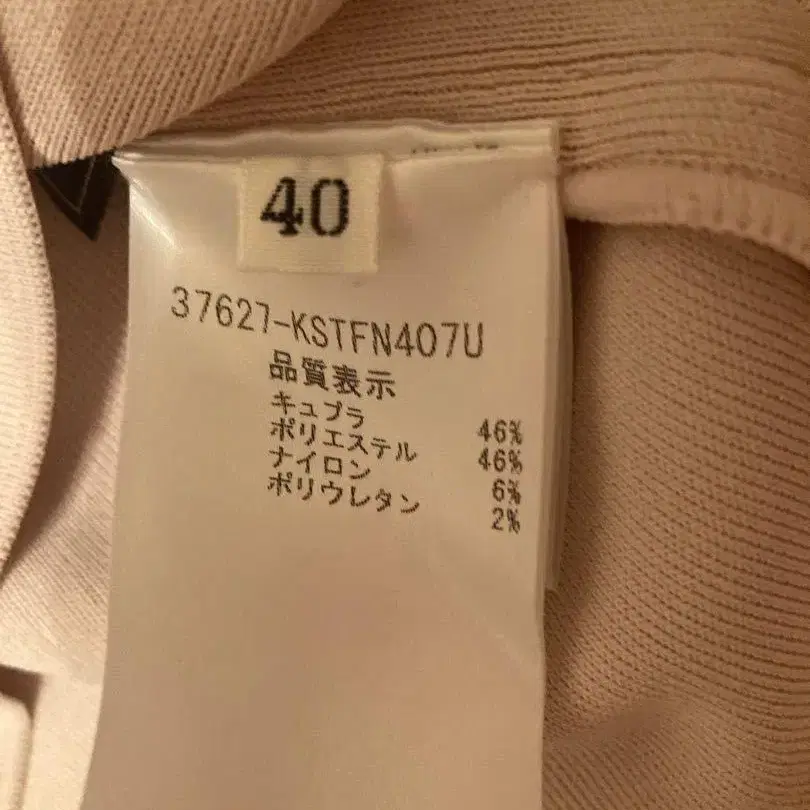 40
37627-KSTFN407U
品質表示
キュプラ 46%
ポリエステル 46%
ナイロン 6%
ポリウレタン 2%